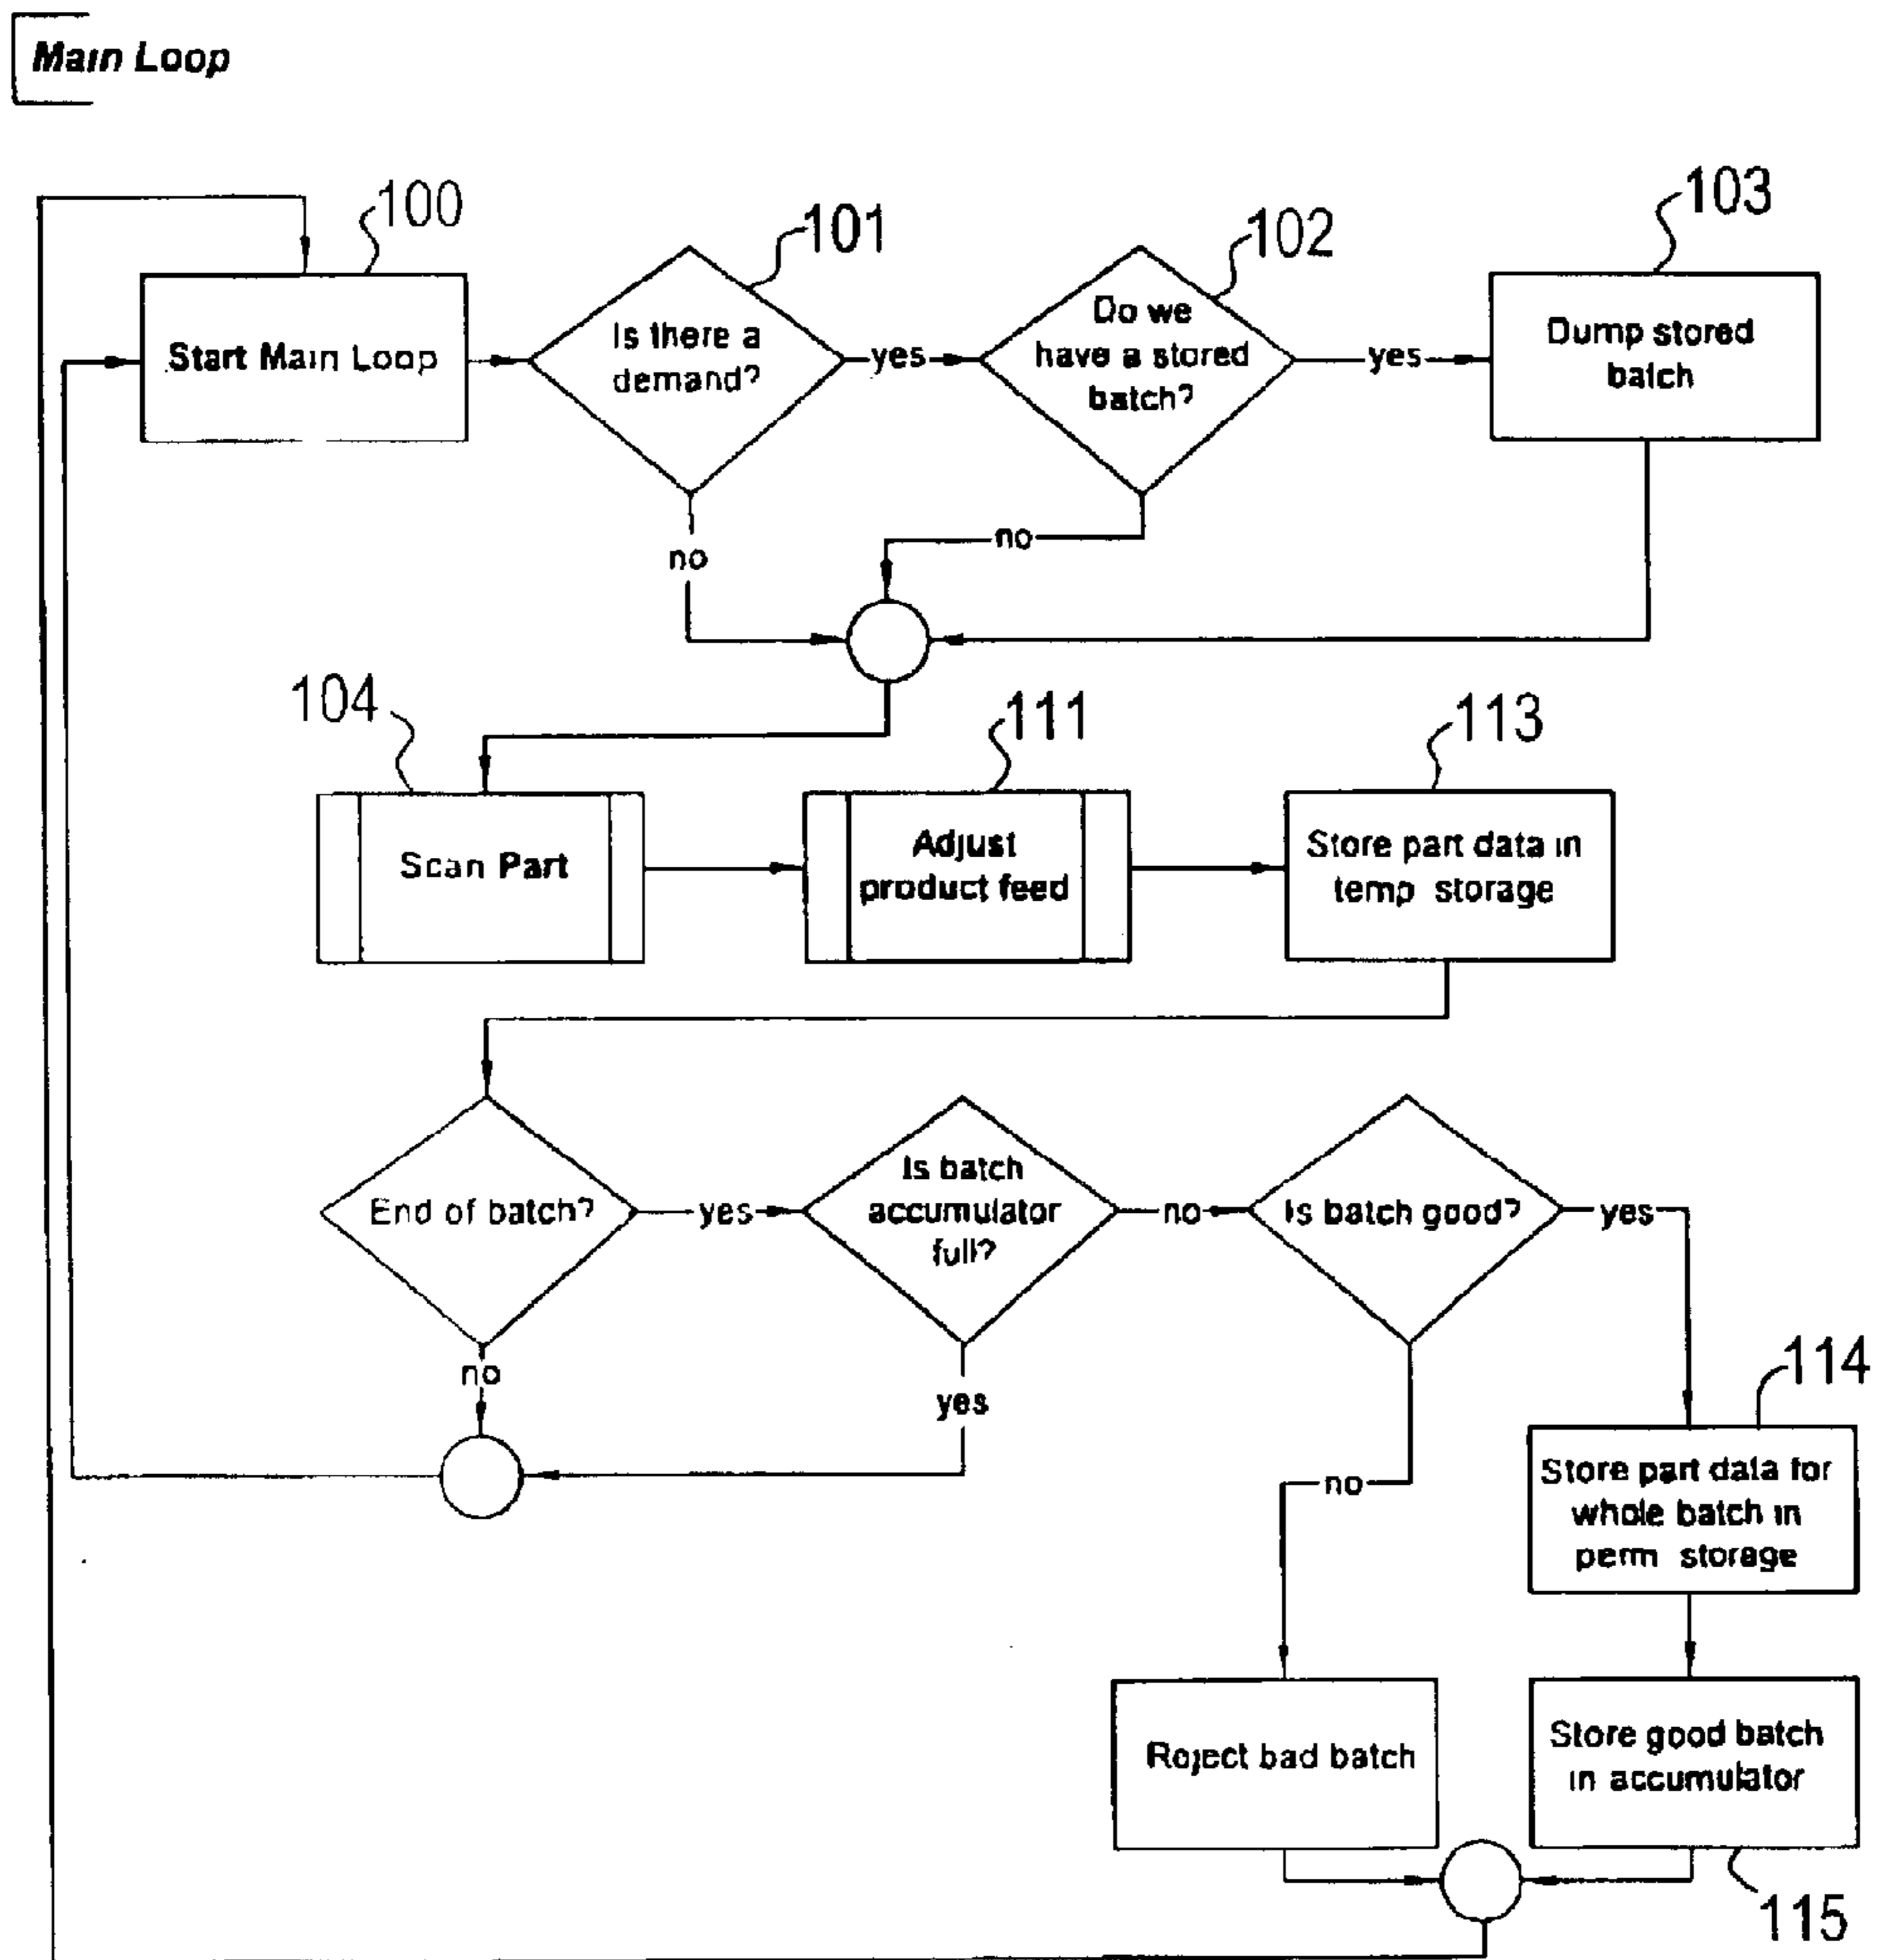 Main Loop
100
101
102
103
Start Main Loop
Is there a
demand?
yes
Do we
have a stored
batch?
yes
Dump stored
batch
no
no
104
111
113
Scan Part
Adjust
product feed
Store part data in
temp storage
End of batch?
yes
Is batch
accumulator
full?
no
Is batch good?
yes
no
yes
no
114
Store part data for
whole batch in
perm storage
Reject bad batch
Store good batch
in accumulator
115